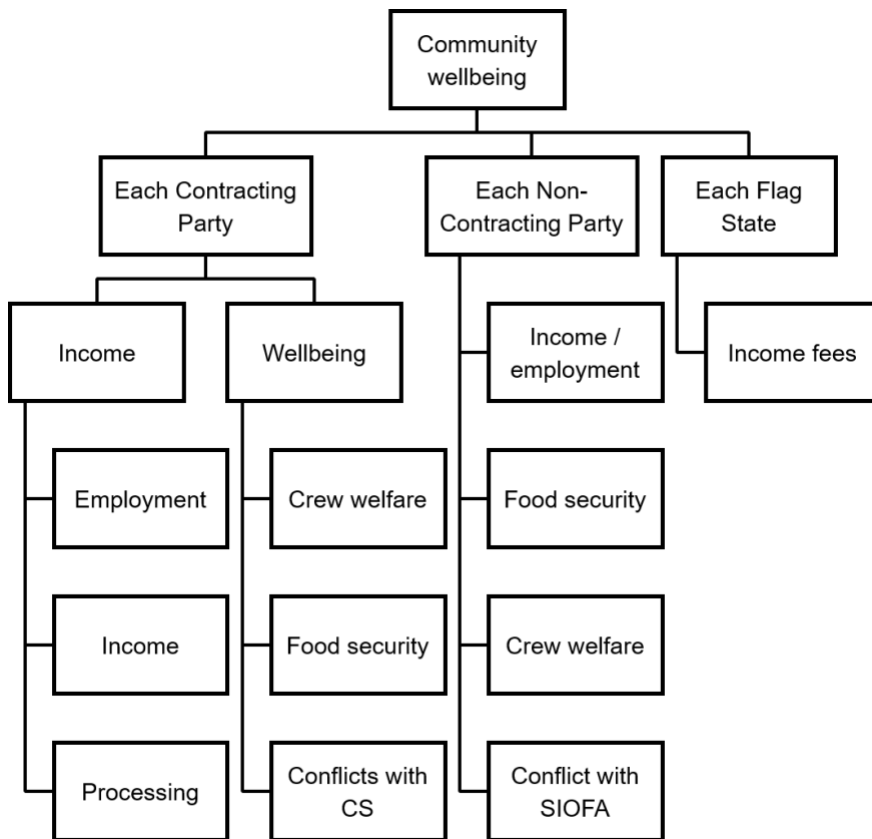 Community
wellbeing
Each Contracting
Party
Each Non-
Contracting Party
Each Flag
State
Income
Wellbeing
Income /
employment
Income fees
Employment
Crew welfare
Food security
Income
Food security
Crew welfare
Processing
Conflicts with
CS
Conflict with
SIOFA